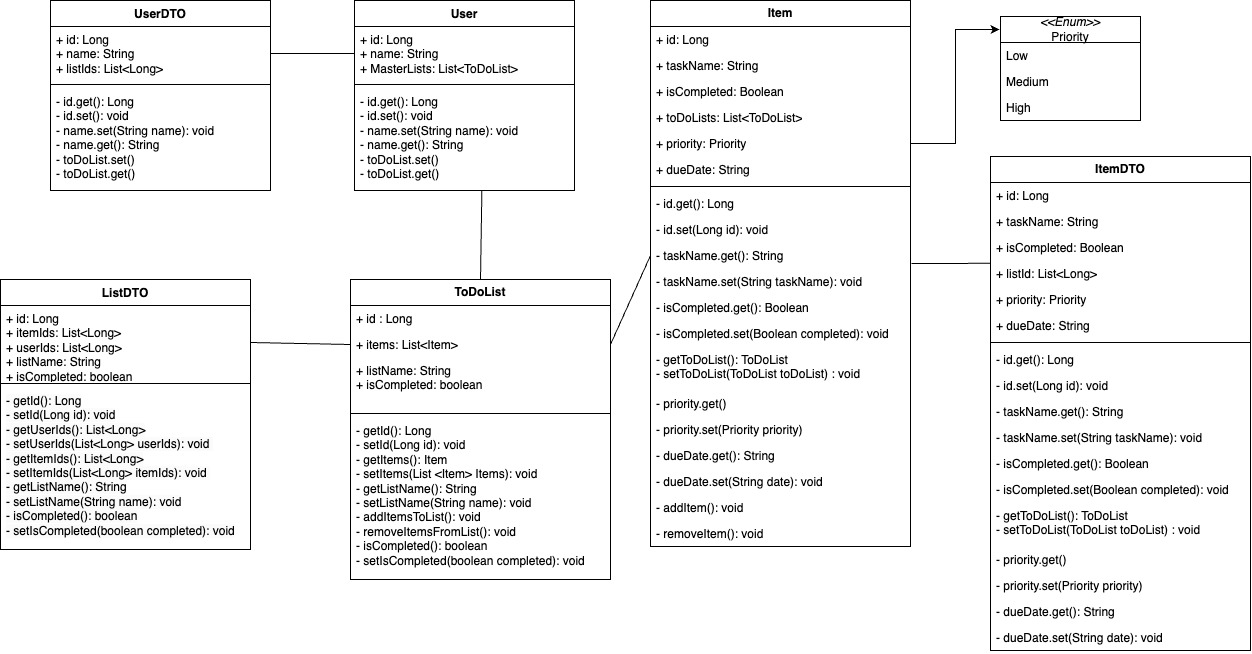 UserDTO
+ id: Long
+ name: String
+ listIds: List<Long>
- id.get(): Long
- id.set(): void
- name.set(String name): void
- name.get(): String
- toDoList.set()
- toDoList.get()
User
+ id: Long
+ name: String
+ MasterLists: List<ToDoList>
- id.get(): Long
- id.set(): void
- name.set(String name): void
- name.get(): String
- toDoList.set()
- toDoList.get()
Item
+ id: Long
+ taskName: String
+ isCompleted: Boolean
+ toDoLists: List<ToDoList>
+ priority: Priority
+ dueDate: String
- id.get(): Long
- id.set(Long id): void
- taskName.get(): String
- taskName.set(String taskName): void
- isCompleted.get(): Boolean
- isCompleted.set(Boolean completed): void
- getToDoList(): ToDoList
- setToDoList(ToDoList toDoList) : void
- priority.get()
- priority.set(Priority priority)
- dueDate.get(): String
- dueDate.set(String date): void
- addItem(): void
- removeItem(): void
<<Enum>>
Priority
Low
Medium
High
ItemDTO
+ id: Long
+ taskName: String
+ isCompleted: Boolean
+ listId: List<Long>
+ priority: Priority
+ dueDate: String
- id.get(): Long
- id.set(Long id): void
- taskName.get(): String
- taskName.set(String taskName): void
- isCompleted.get(): Boolean
- isCompleted.set(Boolean completed): void
- getToDoList(): ToDoList
- setToDoList(ToDoList toDoList) : void
- priority.get()
- priority.set(Priority priority)
- dueDate.get(): String
- dueDate.set(String date): void
ListDTO
+ id: Long
+ itemIds: List<Long>
+ userIds: List<Long>
+ listName: String
+ isCompleted: boolean
- getId(): Long
- setId(Long id): void
- getUserIds(): List<Long>
- setUserIds(List<Long> userIds): void
- getItemIds(): List<Long>
- setItemIds(List<Long> itemIds): void
- getListName(): String
- setListName(String name): void
- isCompleted(): boolean
- setIsCompleted(boolean completed): void
ToDoList
+ id : Long
+ items: List<Item>
+ listName: String
+ isCompleted: boolean
- getId(): Long
- setId(Long id): void
- getItems(): Item
- setItems(List <Item> Items): void
- getListName(): String
- setListName(String name): void
- addItemsToList(): void
- removeItemsFromList(): void
- isCompleted(): boolean
- setIsCompleted(boolean completed): void